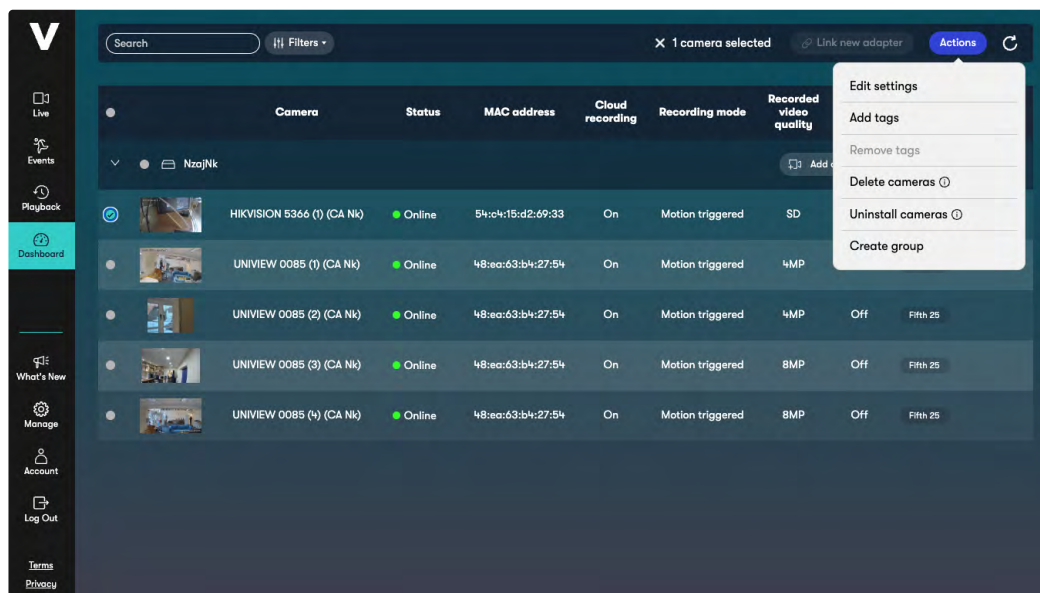 V
Search
Filters
1 camera selected
Link new adapter
Actions
Edit settings
Add tags
Remove tags
Delete cameras
Uninstall cameras
Create group
Live
Events
Playback
Dashboard
What's New
Manage
Account
Log Out
Terms
Privacy
Camera
Status
MAC address
Cloud
recording
Recording mode
Recorded
video
quality
NzajNk
Add
HIKVISION 5366 (1) (CA Nk) Online 54:c4:15:d2:69:33 On Motion triggered SD
UNIVIEW 0085 (1) (CA Nk) Online 48:ea:63:b4:27:54 On Motion triggered 4MP
UNIVIEW 0085 (2) (CA Nk) Online 48:ea:63:b4:27:54 On Motion triggered 4MP Off Fifth 25
UNIVIEW 0085 (3) (CA Nk) Online 48:ea:63:b4:27:54 On Motion triggered 8MP Off Fifth 25
UNIVIEW 0085 (4) (CA Nk) Online 48:ea:63:b4:27:54 On Motion triggered 8MP Off Fifth 25